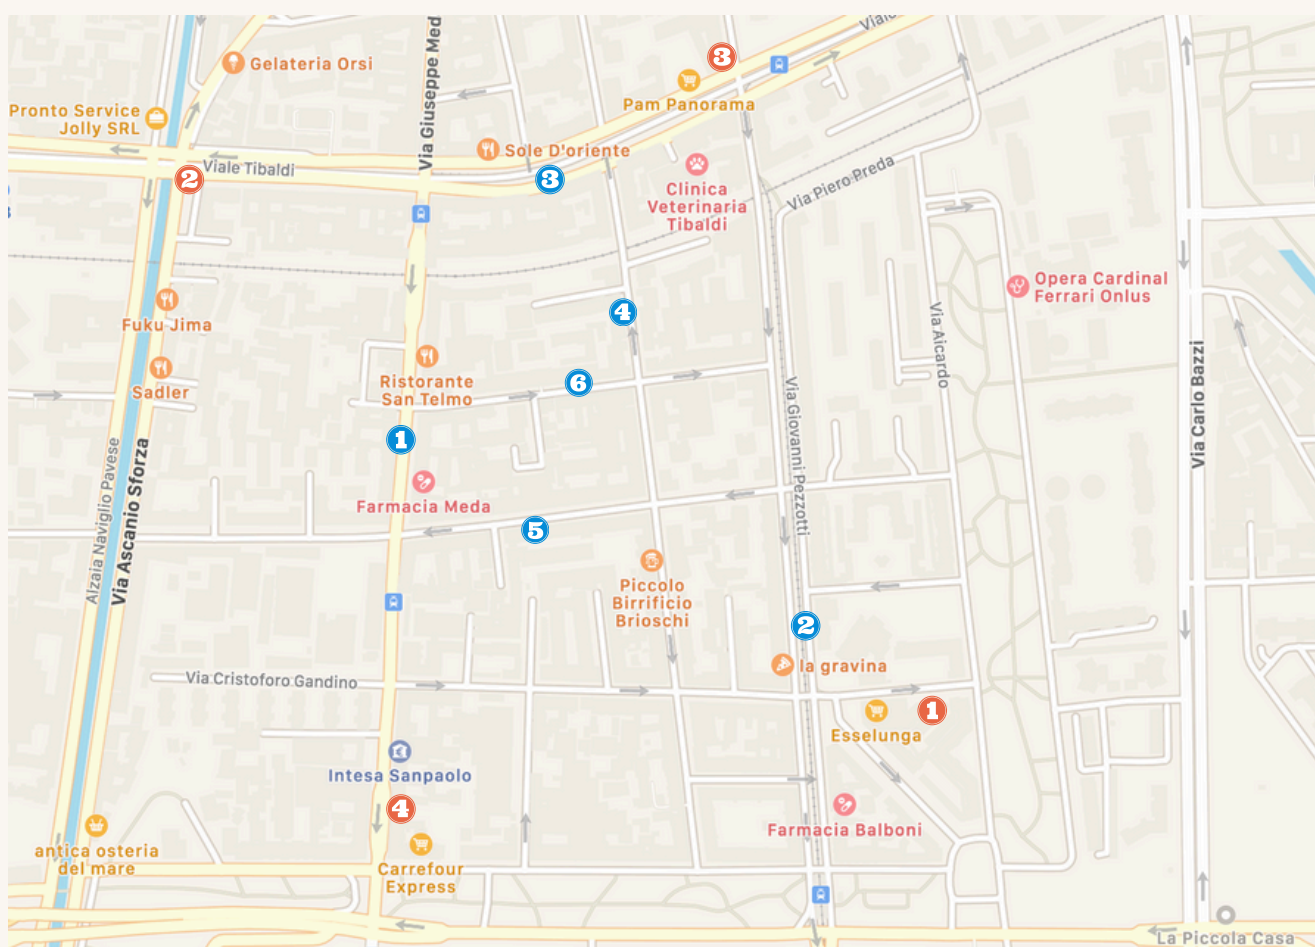 Via Giuseppe Med
Viale
3
Gelateria Orsi
Pam Panorama
Pronto Service
Jolly SRL
Sole D'oriente
Viale Tibaldi
2
3
Clinica
Veterinaria
Tibaldi
Via Piero Preda
Opera Cardinal
Ferrari Onlus
Fuku Jima
4
Via Aicardo
Sadler
Ristorante
San Telmo
6
Via Carlo Bazzi
1
Via Giovanni Pezzotti
Alzaia Naviglio Pavese
Via Ascanio Sforza
Farmacia Meda
5
Piccolo
Birrificio
Brioschi
2
la gravina
Via Cristoforo Gandino
1
Esselunga
Intesa Sanpaolo
4
Farmacia Balboni
antica osteria
del mare
Carrefour
Express
La Piccola Casa